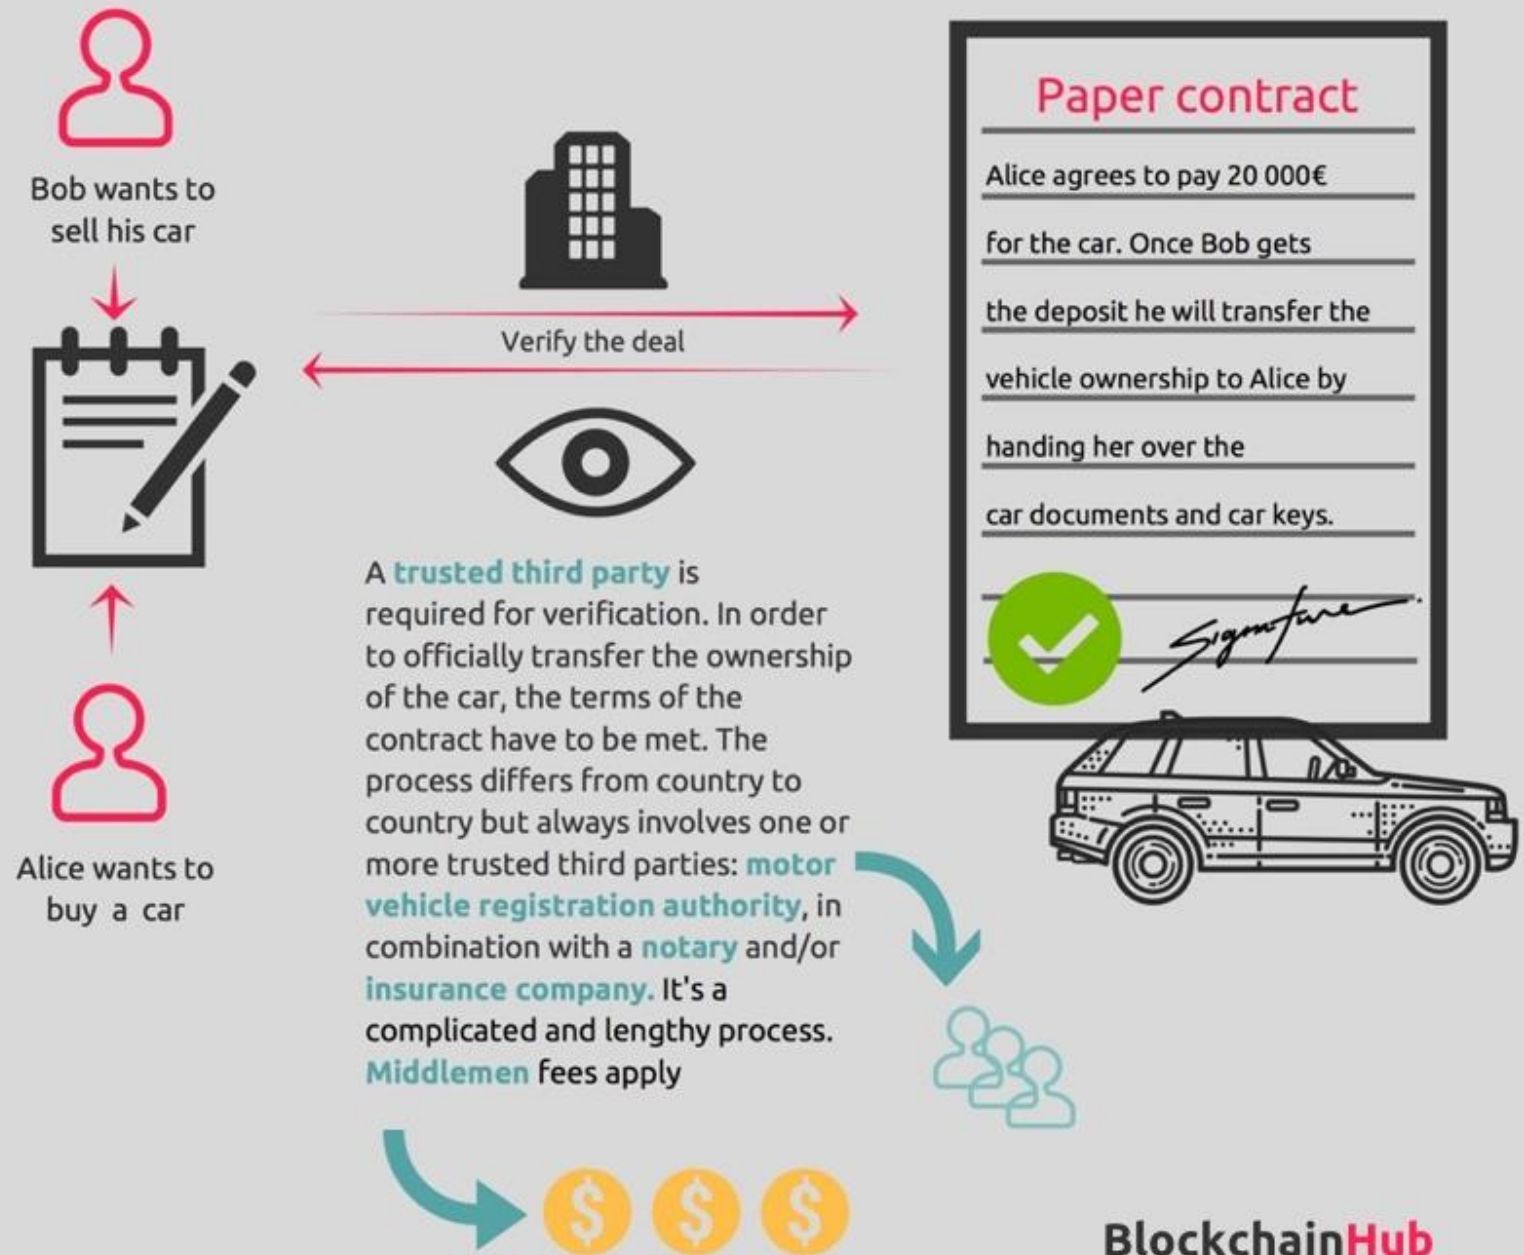 Bob wants to
sell his car
Alice wants to
buy a car
Verify the deal
A trusted third party is
required for verification. In order
to officially transfer the ownership
of the car, the terms of the
contract have to be met. The
process differs from country to
country but always involves one or
more trusted third parties: motor
vehicle registration authority, in
combination with a notary and/or
insurance company. It's a
complicated and lengthy process.
Middlemen fees apply
$ $ $
Paper contract
Alice agrees to pay 20 000€
for the car. Once Bob gets
the deposit he will transfer the
vehicle ownership to Alice by
handing her over the
car documents and car keys.
Signature
BlockchainHub